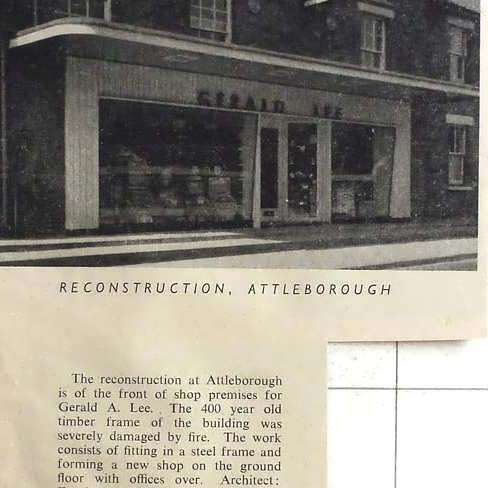 GERALD LEE
RECONSTRUCTION, ATTLEBOROUGH
The reconstruction at Attleborough
is of the front of shop premises for
Gerald A. Lee. The 400 year old
timber frame of the building was
severely damaged by fire. The work
consists of fitting in a steel frame and
forming a new shop on the ground
floor with offices over. Architect: